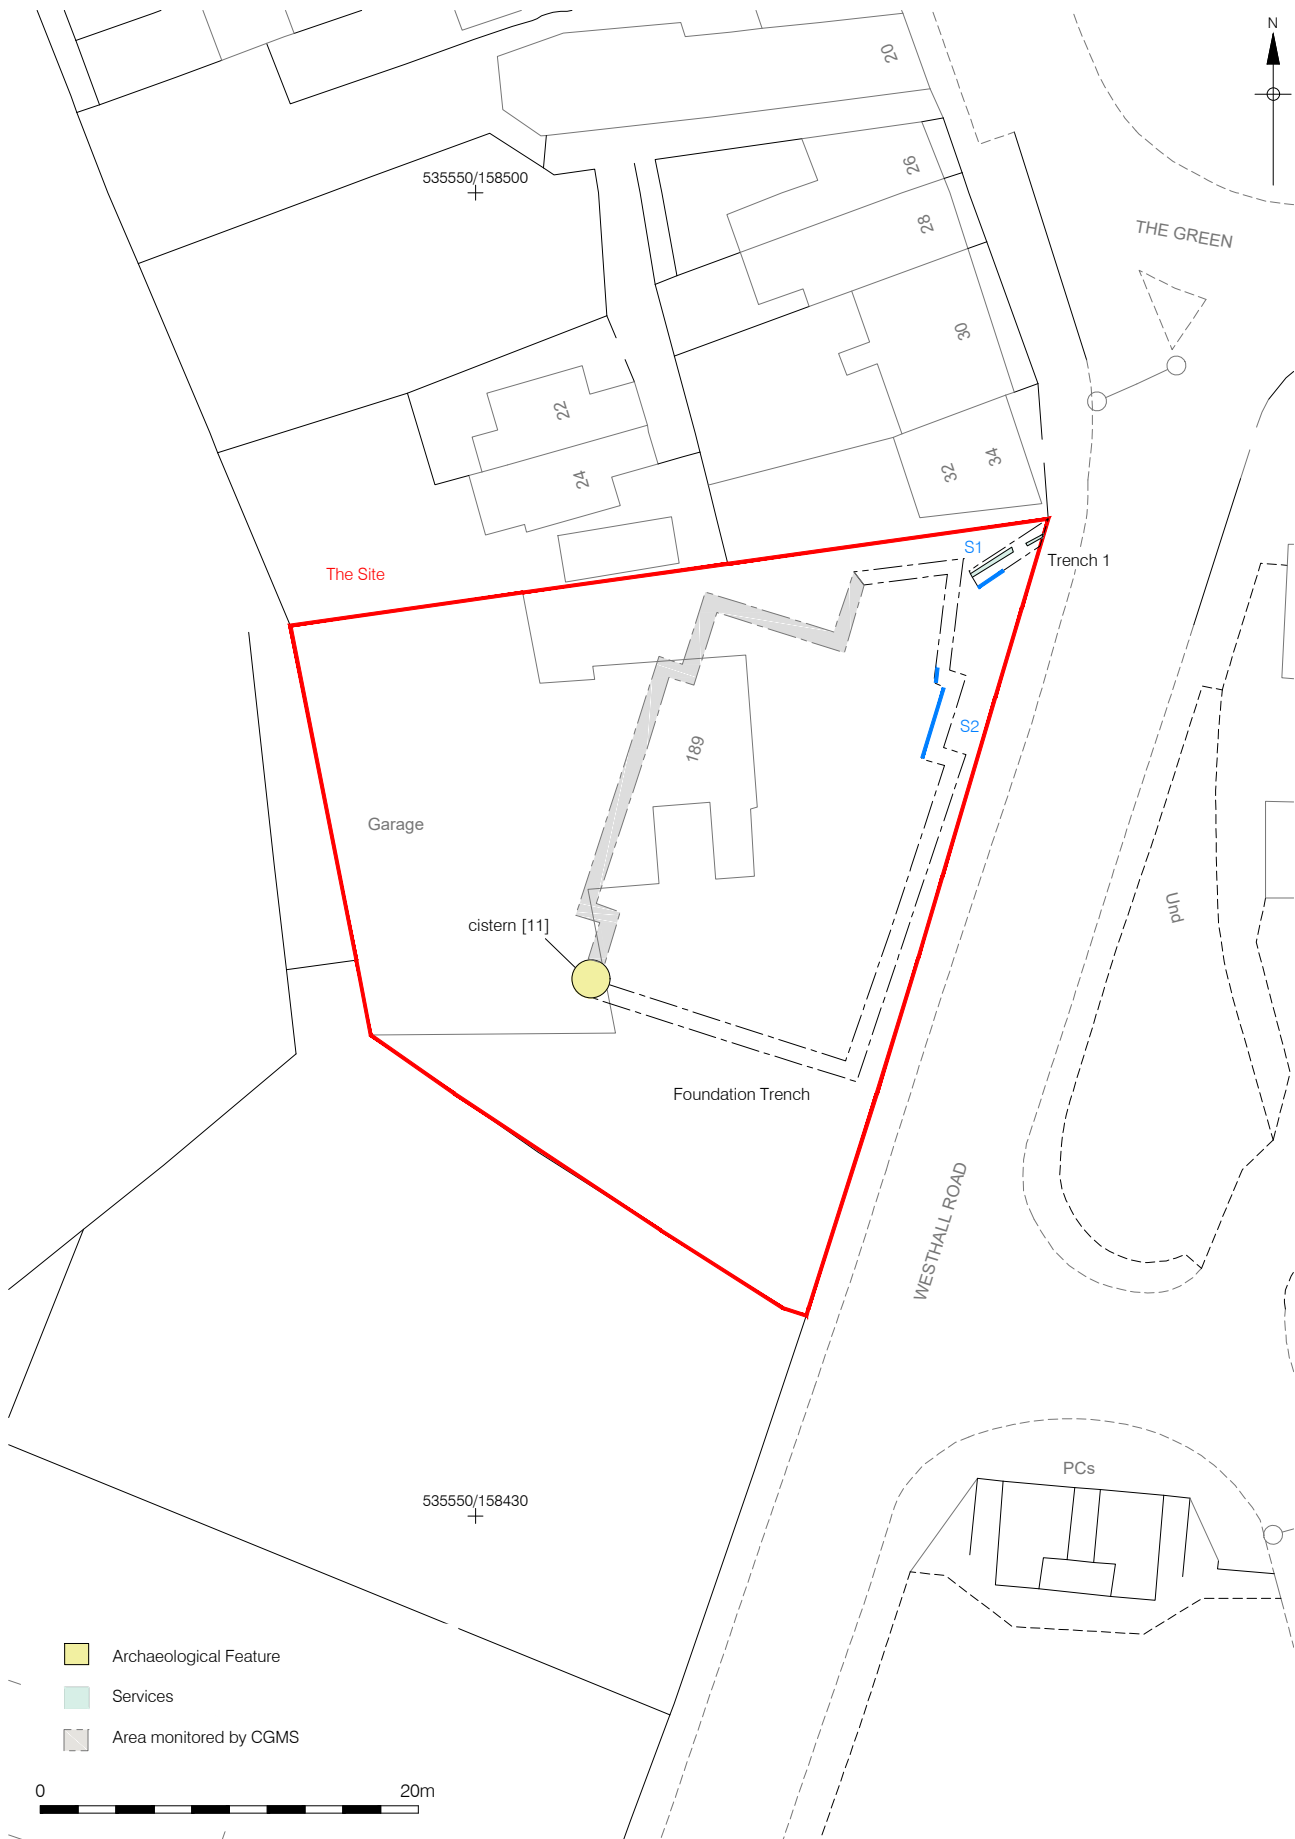 N
20
26
535550/158500
28
THE GREEN
30
22
34
32
24
S1
Trench 1
The Site
S2
189
Garage
Und
cistern [11]
Foundation Trench
WESTHALL ROAD
PCs
535550/158430
Archaeological Feature
Services
Area monitored by CGMS
0 20m